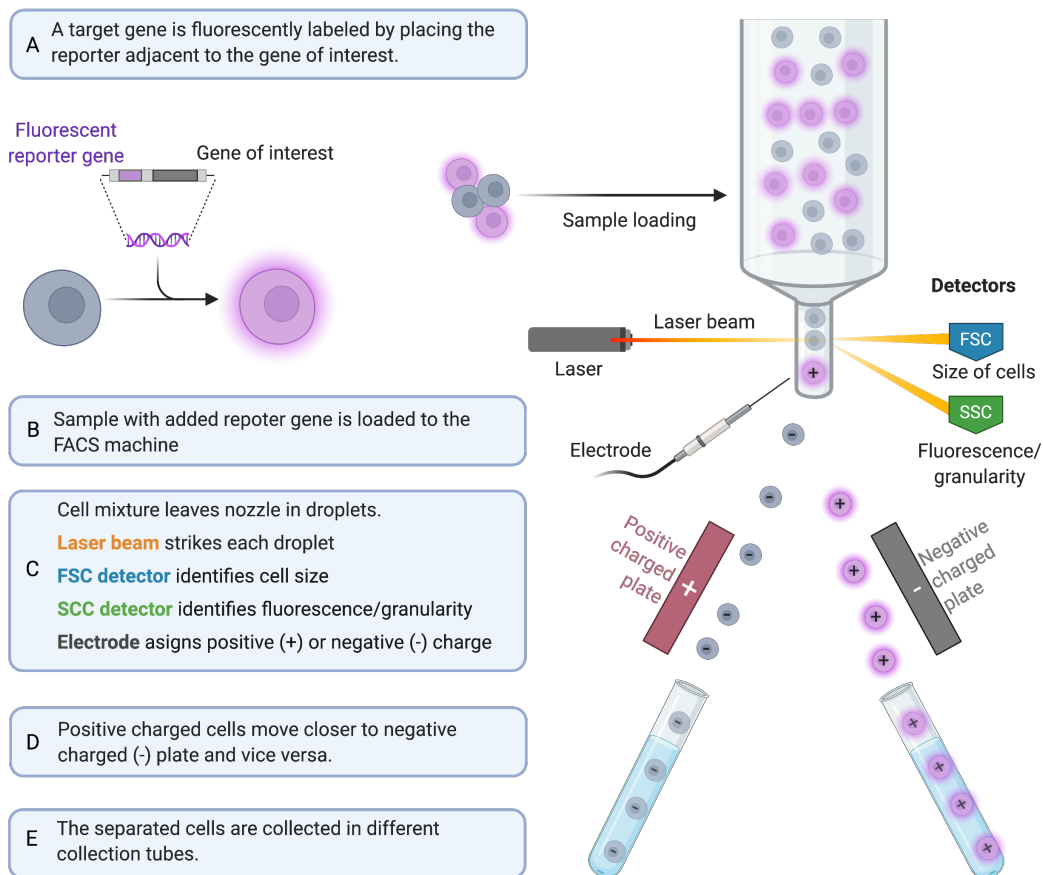 A
A target gene is fluorescently labeled by placing the
reporter adjacent to the gene of interest.
Fluorescent
reporter gene
Gene of interest
Sample loading
Detectors
Laser beam
Laser
FSC
Size of cells
SSC
Fluorescence/
granularity
+
Electrode
B
Sample with added repoter gene is loaded to the
FACS machine
C
Cell mixture leaves nozzle in droplets.
Laser beam strikes each droplet
FSC detector identifies cell size
SCC detector identifies fluorescence/granularity
Electrode asigns positive (+) or negative (-) charge
Positive
charged
plate
+
Negative
charged
plate
-
-
-
-
-
-
+
+
+
+
D
Positive charged cells move closer to negative
charged (-) plate and vice versa.
E
The separated cells are collected in different
collection tubes.
-
-
-
-
+
+
+
+